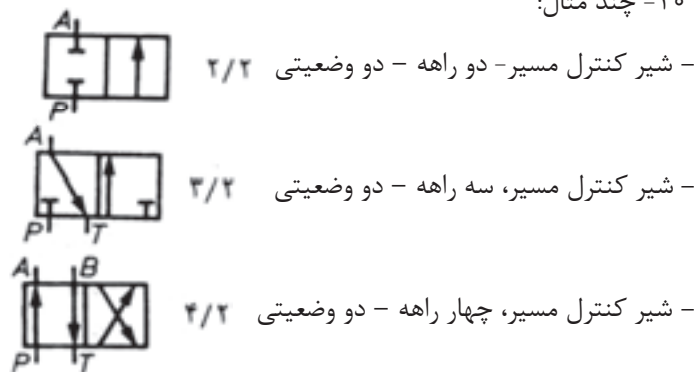 چند مثال:
A
– شیر کنترل مسیر- دو راهه – دو وضعیتی ۲/۲
P
A
– شیر کنترل مسیر، سه راهه – دو وضعیتی ۳/۲
P T
A B
– شیر کنترل مسیر، چهار راهه – دو وضعیتی ۴/۲
P T